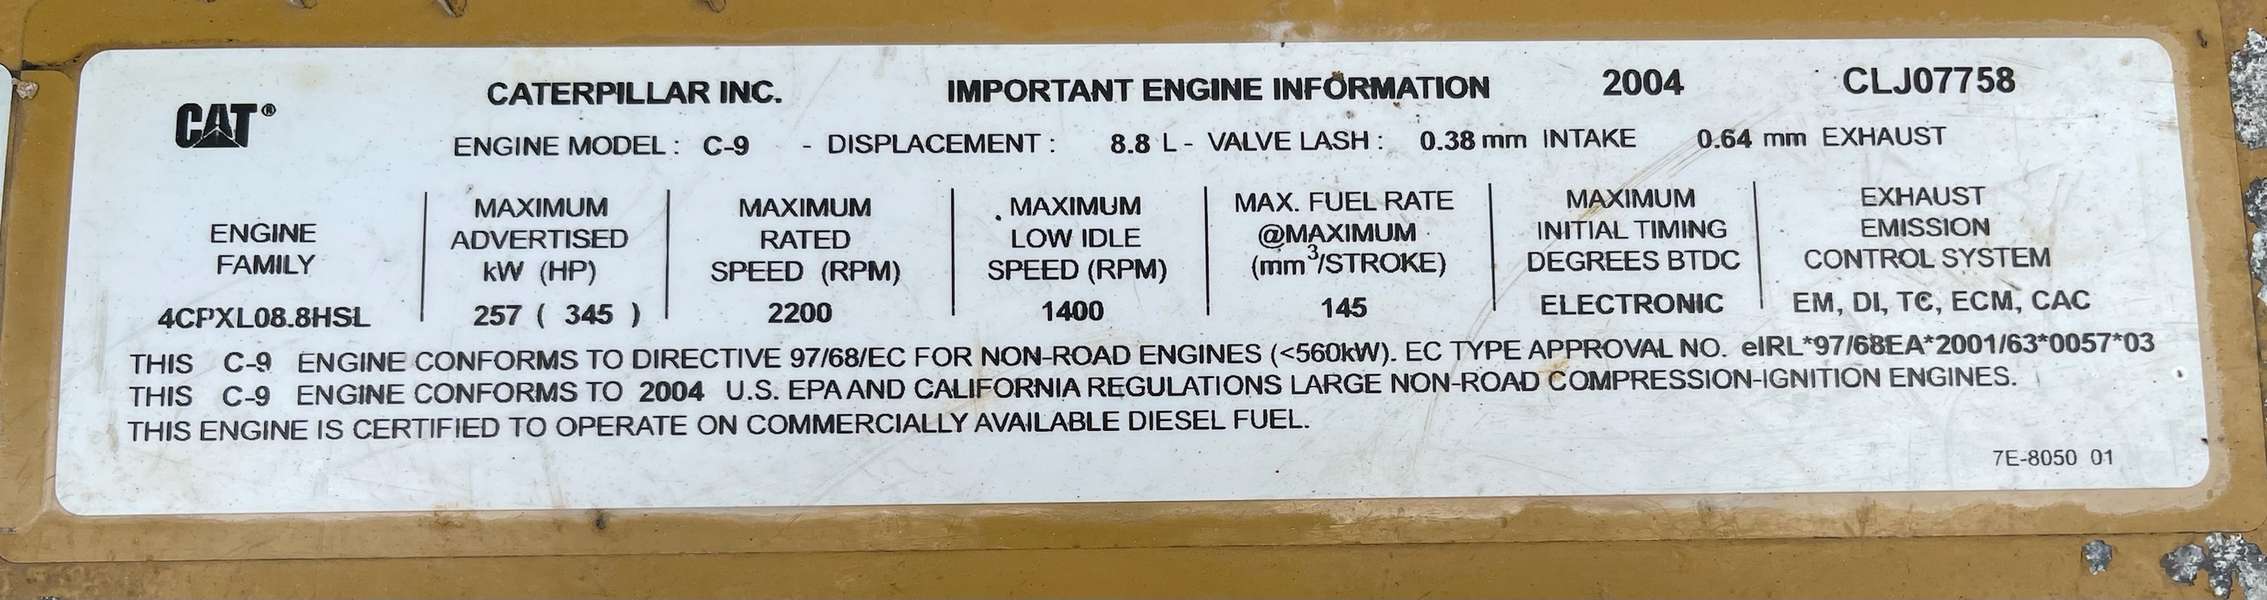 CATERPILLAR INC. IMPORTANT ENGINE INFORMATION 2004 CLJ07758
CAT®
ENGINE MODEL : C-9 - DISPLACEMENT : 8.8 L - VALVE LASH : 0.38 mm INTAKE 0.64 mm EXHAUST
ENGINE FAMILY
4CPXL08.8HSL
MAXIMUM
ADVERTISED
kW (HP)
257 ( 345 )
MAXIMUM
RATED
SPEED (RPM)
2200
MAXIMUM
LOW IDLE
SPEED (RPM)
1400
MAX. FUEL RATE
@MAXIMUM
(mm³/STROKE)
145
MAXIMUM
INITIAL TIMING
DEGREES BTDC
ELECTRONIC
EXHAUST
EMISSION
CONTROL SYSTEM
EM, DI, TC, ECM, CAC
THIS C-9 ENGINE CONFORMS TO DIRECTIVE 97/68/EC FOR NON-ROAD ENGINES (<560kW). EC TYPE APPROVAL NO. eIRL*97/68EA*2001/63*0057*03
THIS C-9 ENGINE CONFORMS TO 2004 U.S. EPA AND CALIFORNIA REGULATIONS LARGE NON-ROAD COMPRESSION-IGNITION ENGINES.
THIS ENGINE IS CERTIFIED TO OPERATE ON COMMERCIALLY AVAILABLE DIESEL FUEL.
7E-8050 01